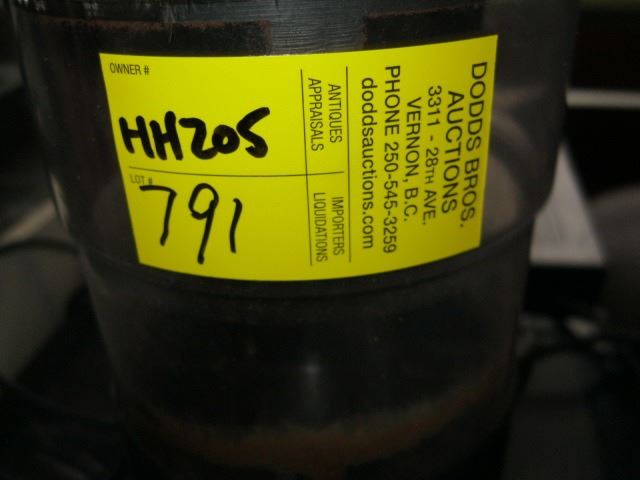 OWNER #
HH205
LOT #
791
ANTIQUES
APPRAISALS
IMPORTERS
LIQUIDATIONS
DODDS BROS.
AUCTIONS
3311 - 28TH AVE.
VERNON, B.C.
PHONE 250-545-3259
doddsauctions.com